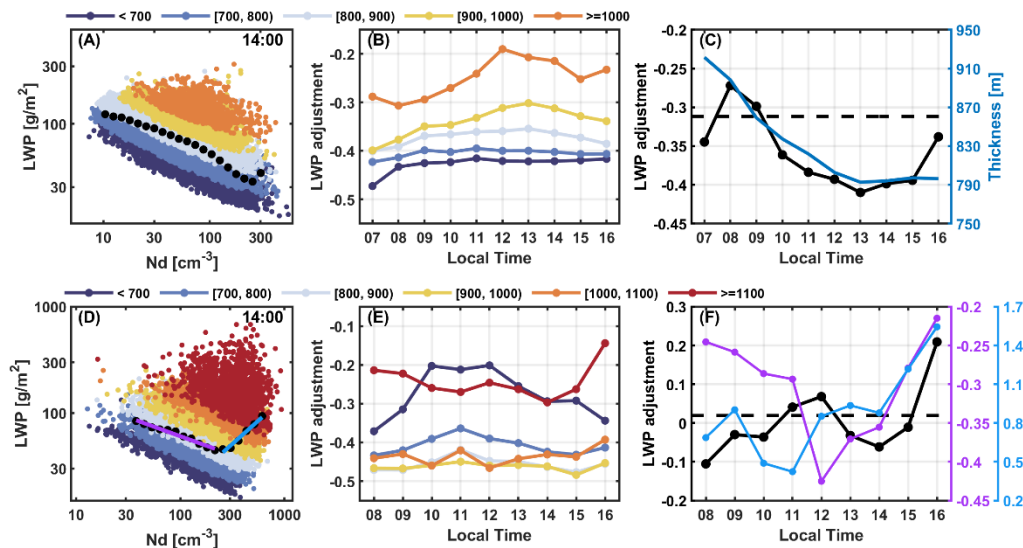 < 700 [700, 800) [800, 900) [900, 1000) >=1000
(A) 14:00
LWP [g/m²]
300
100
30
10 30 100 300
Nd [cm⁻³]
(B)
LWP adjustment
-0.2
-0.3
-0.4
-0.5
07 08 09 10 11 12 13 14 15 16
Local Time
(C)
LWP adjustment
-0.2
-0.25
-0.3
-0.35
-0.4
-0.45
07 08 09 10 11 12 13 14 15 16
Local Time
950
910
870
830
790
750
Thickness [m]
< 700 [700, 800) [800, 900) [900, 1000) [1000, 1100) >=1100
(D) 14:00
LWP [g/m²]
1000
300
100
30
10 30 100 300 1000
Nd [cm⁻³]
(E)
LWP adjustment
-0.1
-0.2
-0.3
-0.4
-0.5
08 09 10 11 12 13 14 15 16
Local Time
(F)
LWP adjustment
0.3
0.2
0.1
0
-0.1
-0.2
08 09 10 11 12 13 14 15 16
Local Time
-0.2
-0.25
-0.3
-0.35
-0.4
-0.45
1.7
1.4
1.1
0.8
0.5
0.2